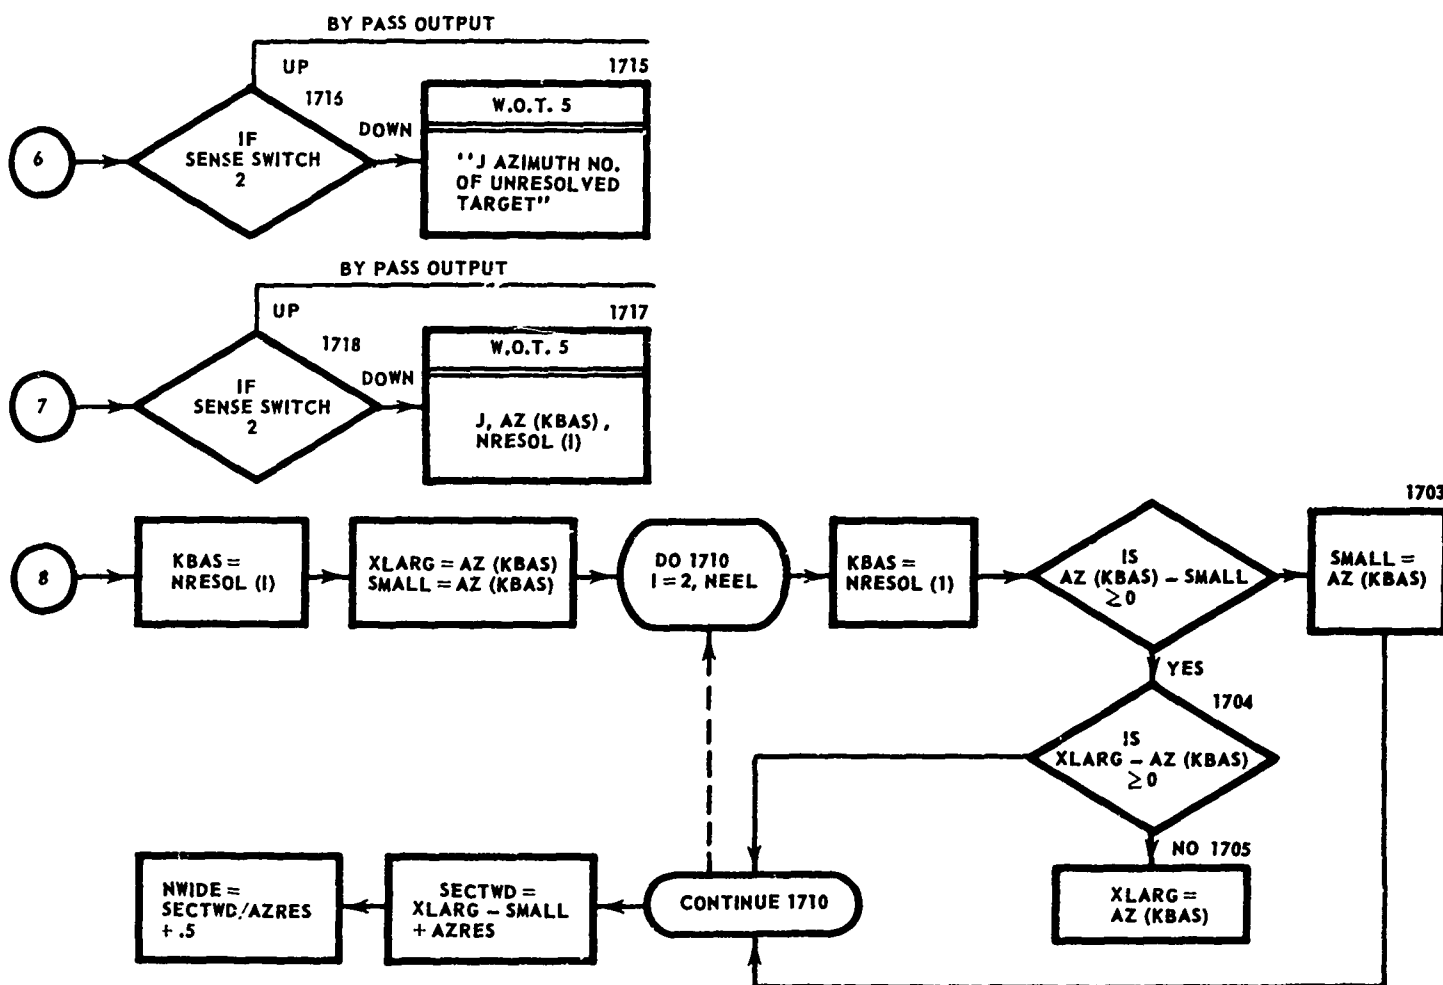 BY PASS OUTPUT
UP
1716
1715
6
IF
SENSE SWITCH
2
DOWN
W.O.T. 5
"J AZIMUTH NO.
OF UNRESOLVED
TARGET"
BY PASS OUTPUT
UP
1718
1717
7
IF
SENSE SWITCH
2
DOWN
W.O.T. 5
J, AZ (KBAS),
NRESOL (I)
8
KBAS =
NRESOL (I)
XLARG = AZ (KBAS)
SMALL = AZ (KBAS)
DO 1710
I = 2, NEEL
KBAS =
NRESOL (1)
IS
AZ (KBAS) – SMALL
≥0
1703
SMALL =
AZ (KBAS)
YES
1704
IS
XLARG – AZ (KBAS)
≥0
NO 1705
XLARG =
AZ (KBAS)
CONTINUE 1710
SECTWD =
XLARG – SMALL
+ AZRES
NWIDE =
SECTWD/AZRES
+ .5